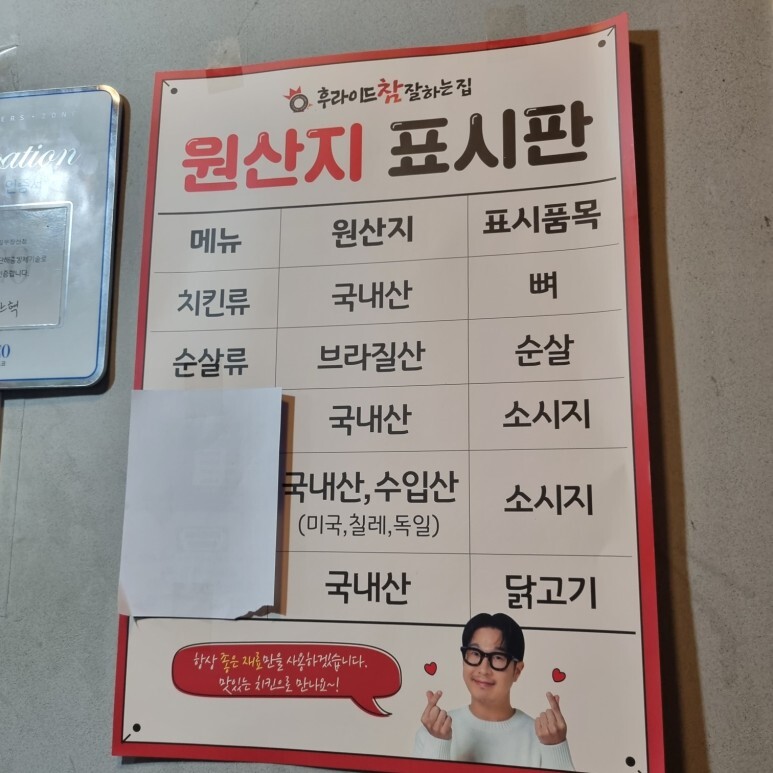 후라이드참잘하는집
원산지 표시판
메뉴 원산지 표시품목
치킨류 국내산 뼈
순살류 브라질산 순살
국내산 소시지
국내산,수입산 소시지
(미국,칠레,독일)
국내산 닭고기
항상 좋은 재료만을 사용하겠습니다.
맛있는 치킨으로 만나요~!